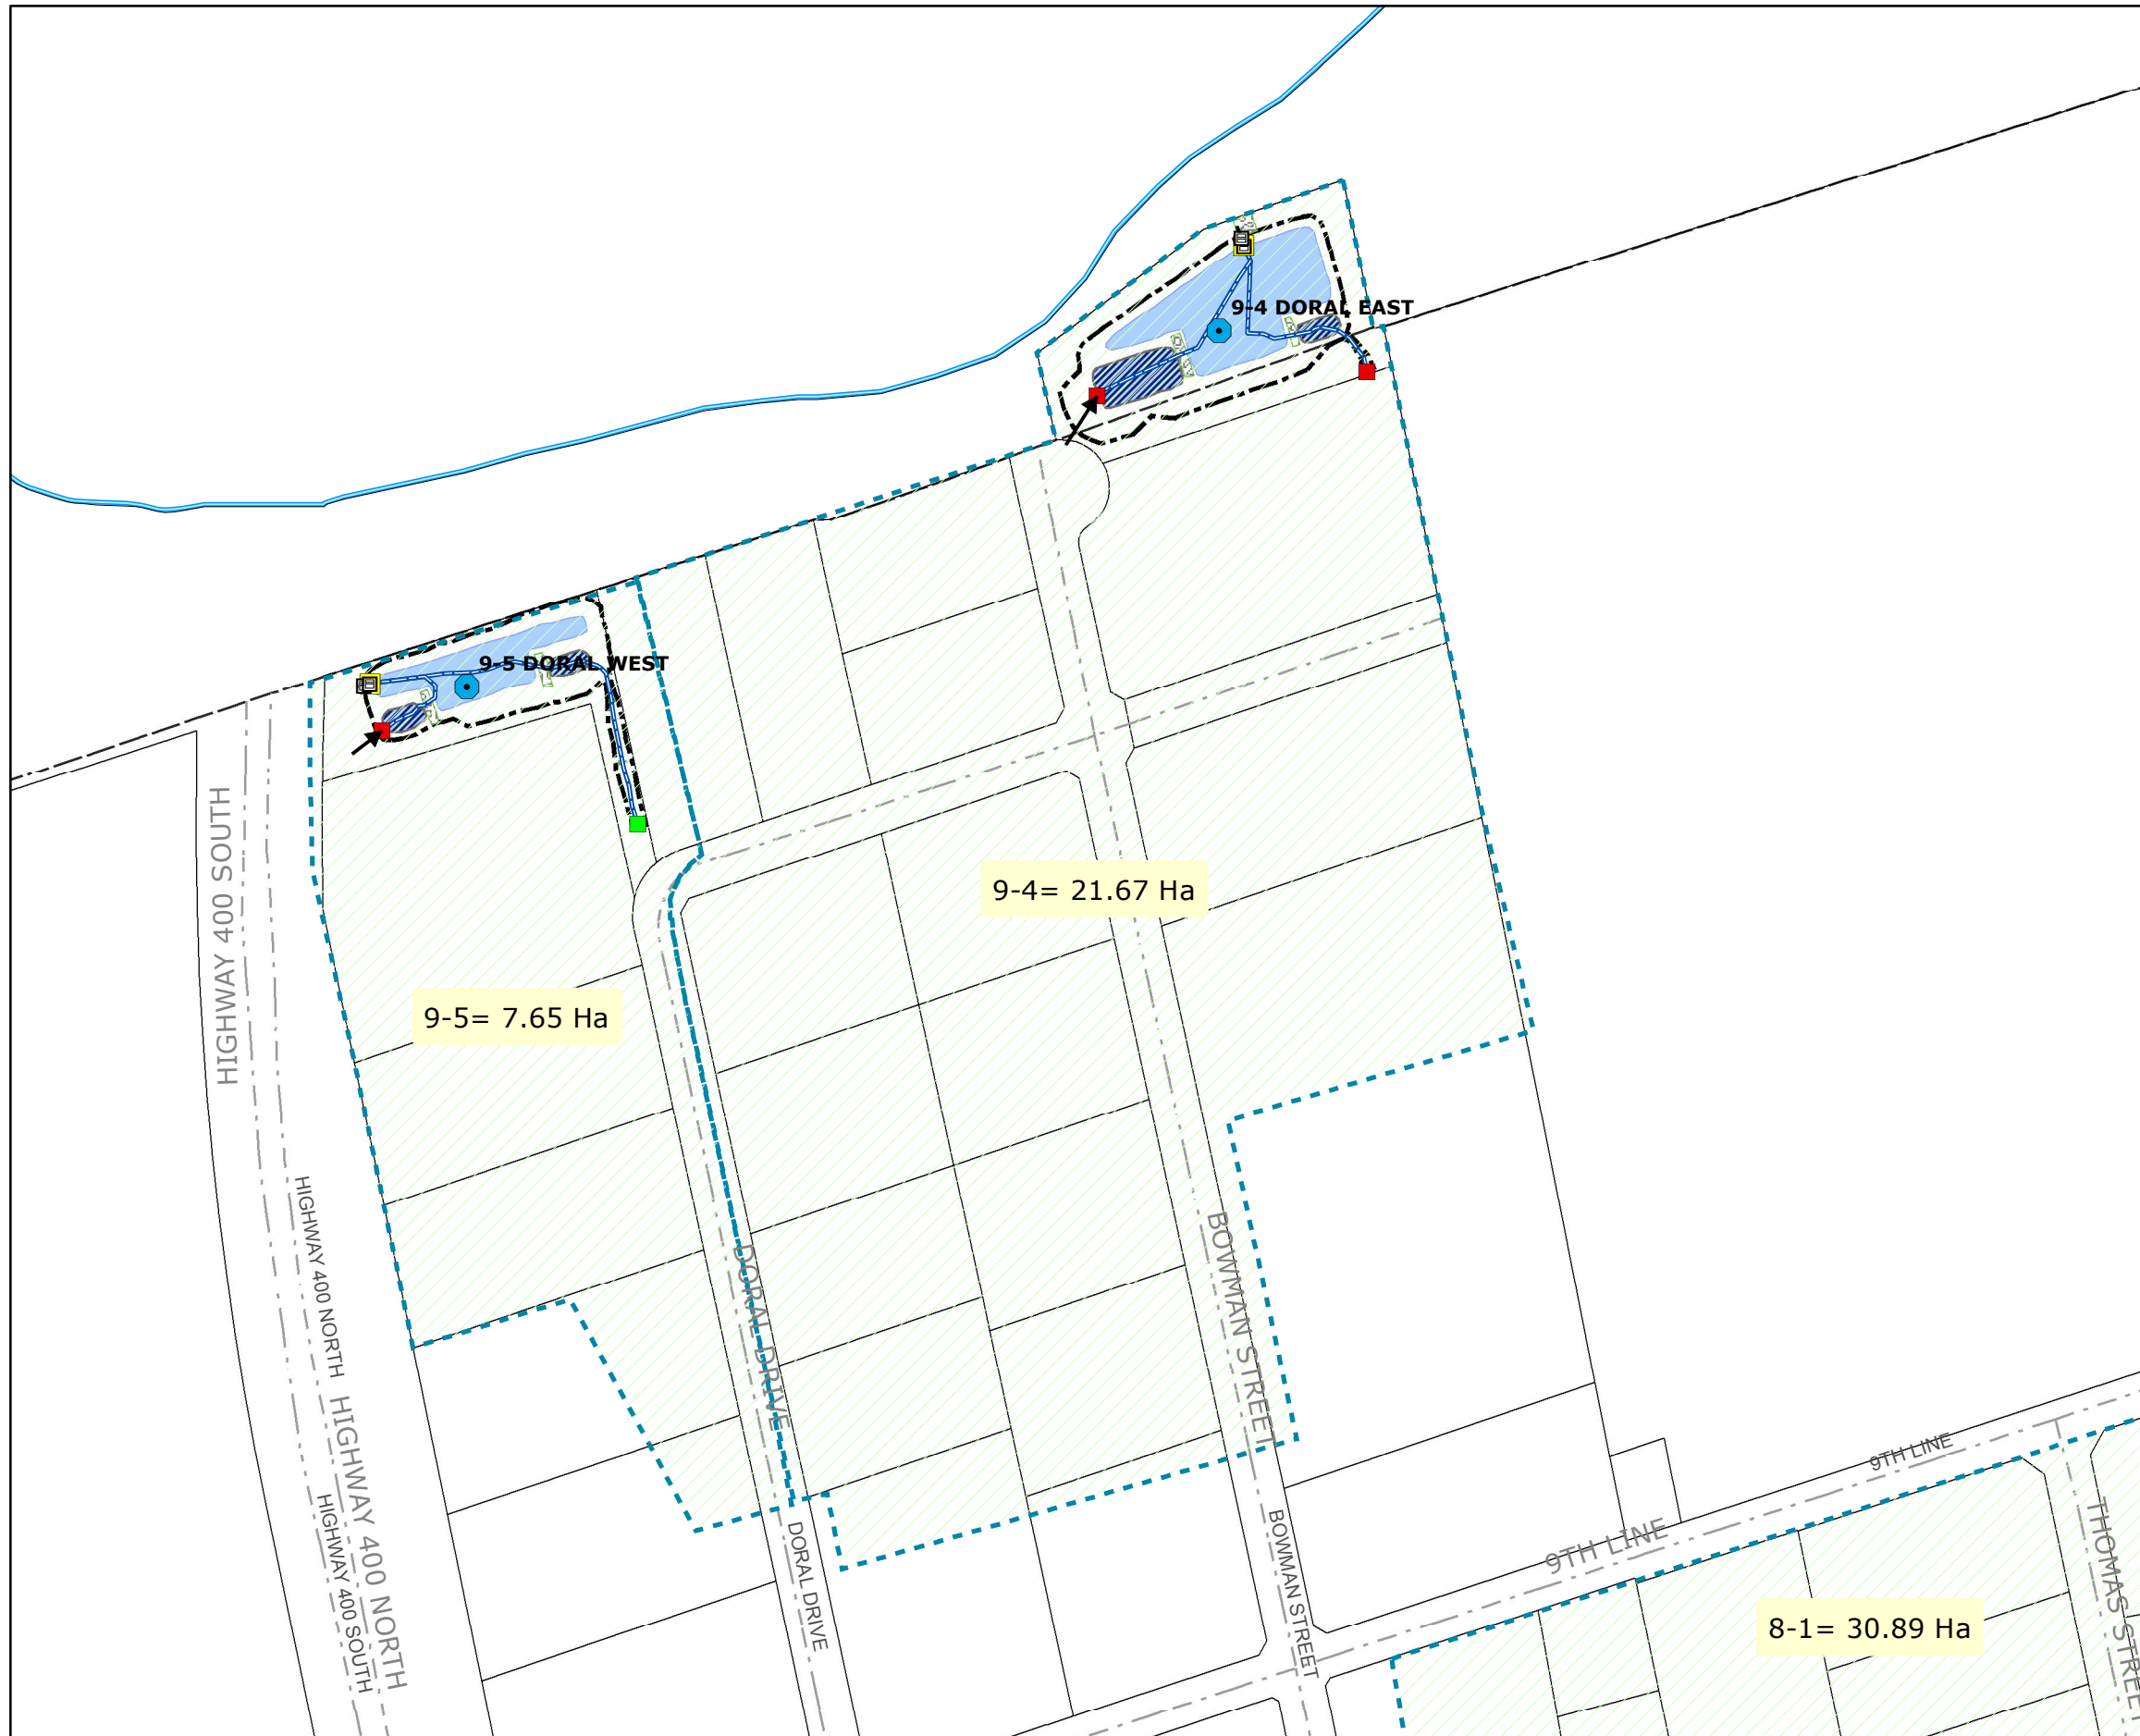 9-4 DORAL EAST
9-5 DORAL WEST
HIGHWAY 400 SOUTH
9-4= 21.67 Ha
9-5= 7.65 Ha
HIGHWAY 400 NORTH
DORAL DRIVE
BOWMAN STREET
HIGHWAY 400 NORTH
HIGHWAY 400 SOUTH
DORAL DRIVE
BOWMAN STREET
9TH LINE
9TH LINE
THOMAS STREET
8-1= 30.89 Ha